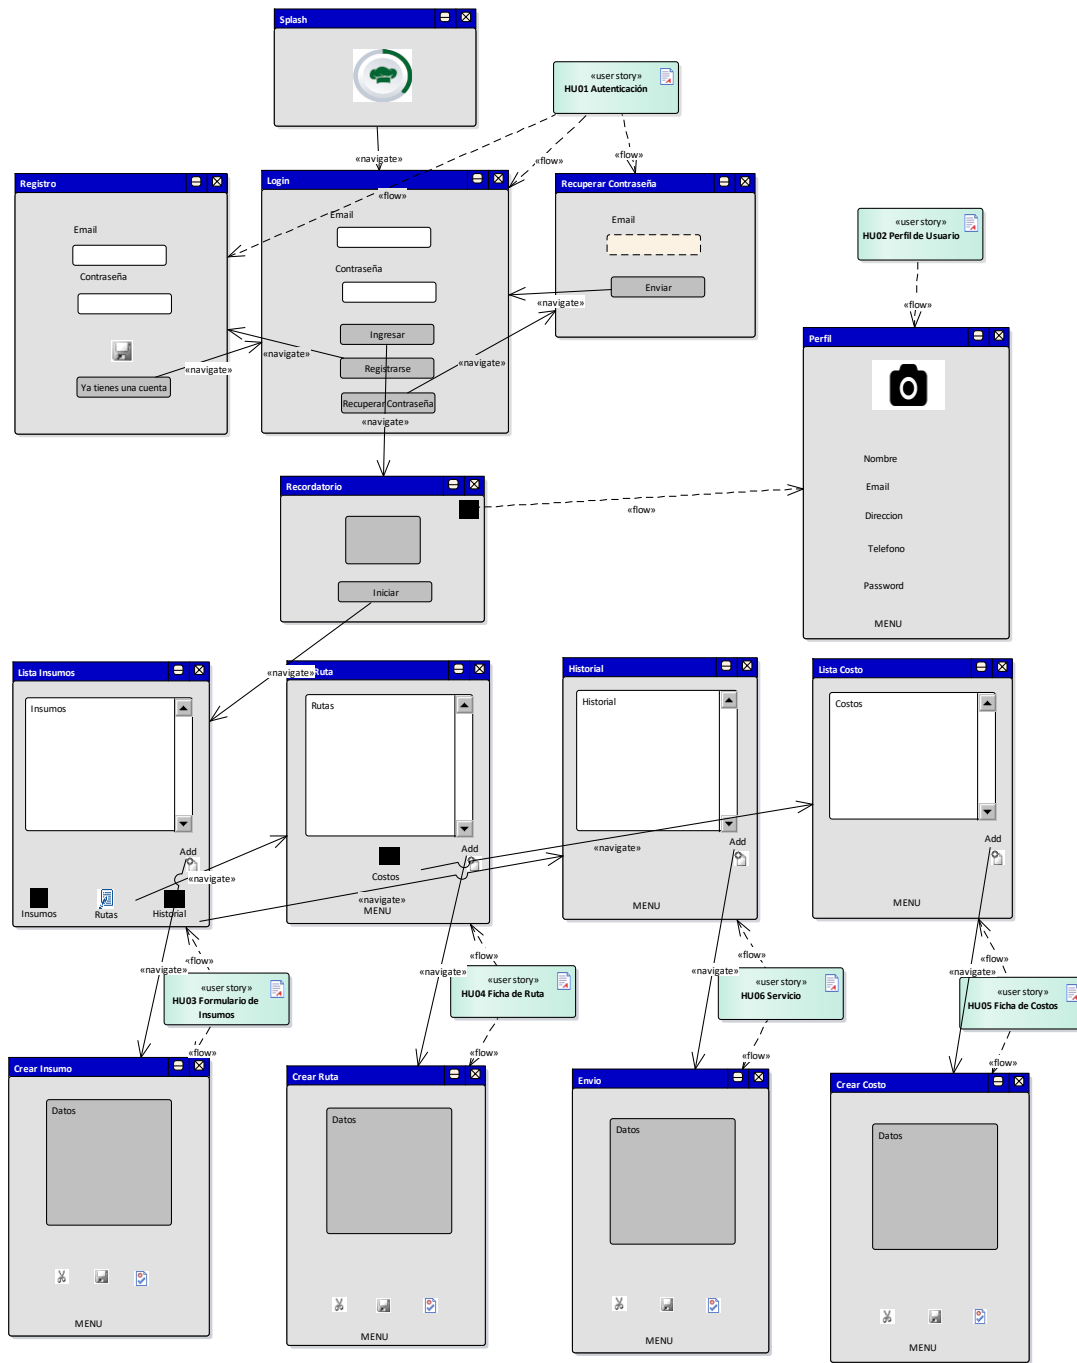 Splash
«user story»
HU01 Autenticación
«navigate»
«flow»
«flow»
«flow»
Registro
Email
Contraseña
Ya tienes una cuenta
«navigate»
Login
Email
Contraseña
Ingresar
«navigate»
Registrarse
Recuperar Contraseña
«navigate»
«navigate»
Recuperar Contraseña
Email
Enviar
«navigate»
«user story»
HU02 Perfil de Usuario
«flow»
Perfil
Nombre
Email
Direccion
Telefono
Password
MENU
Recordatorio
«flow»
Iniciar
«navigate»
Lista Insumos
Insumos
Add
«navigate»
Insumos
Rutas
Historial
Ruta
Rutas
Add
Costos
«navigate»
MENU
Historial
Historial
Add
«navigate»
MENU
Lista Costo
Costos
Add
MENU
«flow»
«navigate»
«user story»
HU03 Formulario de
Insumos
«flow»
«flow»
«navigate»
«user story»
HU04 Ficha de Ruta
«flow»
«flow»
«navigate»
«user story»
HU06 Servicio
«flow»
«flow»
«navigate»
«user story»
HU05 Ficha de Costos
«flow»
Crear Insumo
Datos
MENU
Crear Ruta
Datos
MENU
Envio
Datos
MENU
Crear Costo
Datos
MENU